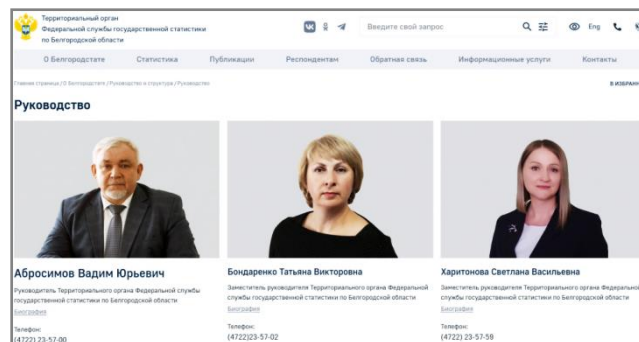 Территориальный орган
Федеральной службы государственной статистики
по Белгородской области
Введите свой запрос
Eng
О Белгородстате Статистика Публикации Респондентам Обратная связь Информационные услуги Контакты
Главная страница/О Белгородстате/Руководство и структура/Руководство
В ИЗБРАНН
Руководство
Абросимов Вадим Юрьевич
Руководитель Территориального органа Федеральной службы
государственной статистики по Белгородской области
Биография
Телефон:
(4722) 23-57-00
Бондаренко Татьяна Викторовна
Заместитель руководителя Территориального органа Федеральной
службы государственной статистики по Белгородской области
Биография
Телефон:
(4722)23-57-02
Харитонова Светлана Васильевна
Заместитель руководителя Территориального органа Федеральной
службы государственной статистики по Белгородской области
Биография
Телефон:
(4722) 23-57-59